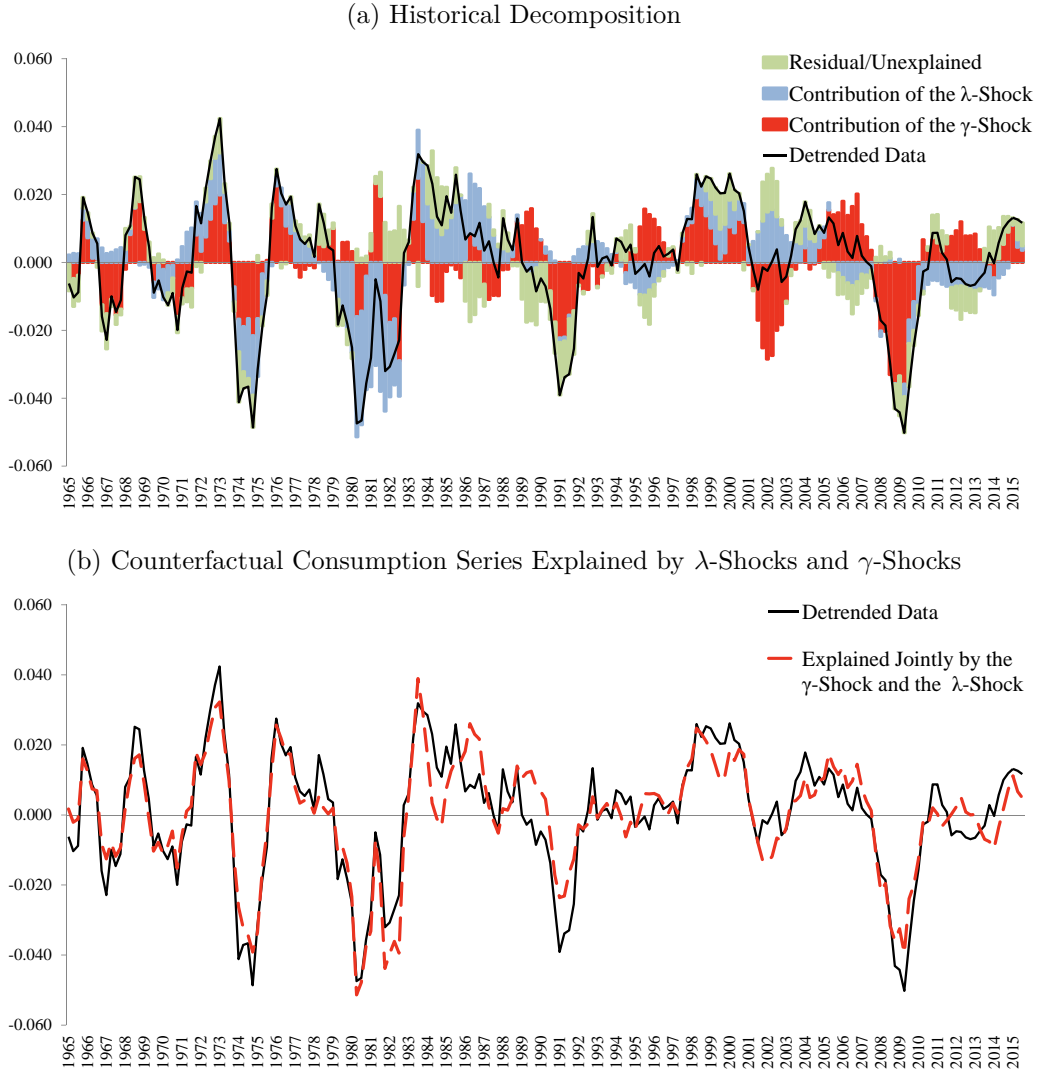 (a) Historical Decomposition
0.060
0.040
0.020
0.000
-0.020
-0.040
-0.060
Residual/Unexplained
Contribution of the λ-Shock
Contribution of the γ-Shock
Detrended Data
1965 1966 1967 1968 1969 1970 1971 1972 1973 1974 1975 1976 1977 1978 1979 1980 1981 1982 1983 1984 1985 1986 1987 1988 1989 1990 1991 1992 1993 1994 1995 1996 1997 1998 1999 2000 2001 2002 2003 2004 2005 2006 2007 2008 2009 2010 2011 2012 2013 2014 2015
(b) Counterfactual Consumption Series Explained by λ-Shocks and γ-Shocks
0.060
0.040
0.020
0.000
-0.020
-0.040
-0.060
Detrended Data
Explained Jointly by the
γ-Shock and the λ-Shock
1965 1966 1967 1968 1969 1970 1971 1972 1973 1974 1975 1976 1977 1978 1979 1980 1981 1982 1983 1984 1985 1986 1987 1988 1989 1990 1991 1992 1993 1994 1995 1996 1997 1998 1999 2000 2001 2002 2003 2004 2005 2006 2007 2008 2009 2010 2011 2012 2013 2014 2015